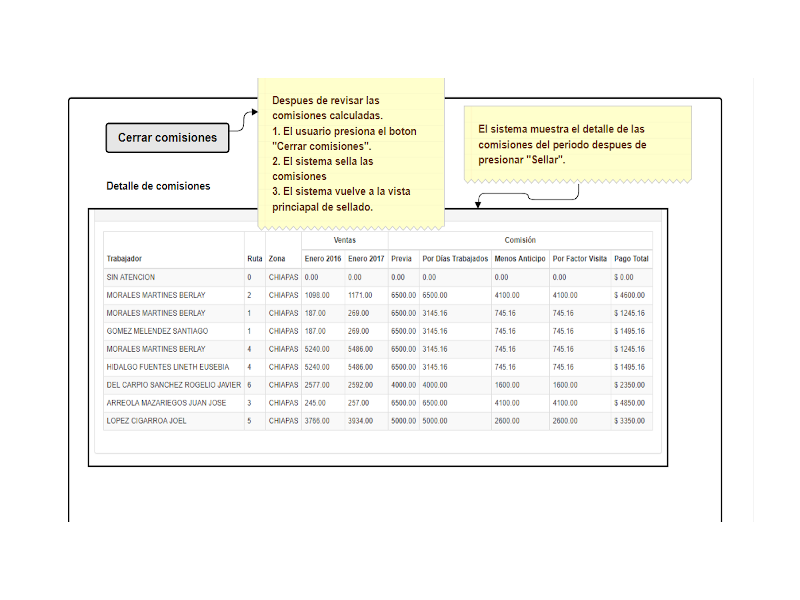 Despues de revisar las
comisiones calculadas.
1. El usuario presiona el boton
"Cerrar comisiones".
2. El sistema sella las
comisiones
3. El sistema vuelve a la vista
princiapal de sellado.
El sistema muestra el detalle de las
comisiones del periodo despues de
presionar "Sellar".
Cerrar comisiones
Detalle de comisiones
Ventas Comisión
Trabajador Ruta Zona Enero 2016 Enero 2017 Previa Por Días Trabajados Menos Anticipo Por Factor Visita Pago Total
SIN ATENCION 0 CHIAPAS 0.00 0.00 0.00 0.00 0.00 0.00 $ 0.00
MORALES MARTINES BERLAY 2 CHIAPAS 1098.00 1171.00 6500.00 6500.00 4100.00 4100.00 $ 4600.00
MORALES MARTINES BERLAY 1 CHIAPAS 187.00 269.00 6500.00 3145.16 745.16 745.16 $ 1245.16
GOMEZ MELENDEZ SANTIAGO 1 CHIAPAS 187.00 269.00 6500.00 3145.16 745.16 745.16 $ 1495.16
MORALES MARTINES BERLAY 4 CHIAPAS 5240.00 5486.00 6500.00 3145.16 745.16 745.16 $ 1245.16
HIDALGO FUENTES LINETH EUSEBIA 4 CHIAPAS 5240.00 5486.00 6500.00 3145.16 745.16 745.16 $ 1495.16
DEL CARPIO SANCHEZ ROGELIO JAVIER 6 CHIAPAS 2577.00 2592.00 4000.00 4000.00 1600.00 1600.00 $ 2350.00
ARREOLA MAZARIEGOS JUAN JOSE 3 CHIAPAS 245.00 257.00 6500.00 6500.00 4100.00 4100.00 $ 4850.00
LOPEZ CIGARROA JOEL 5 CHIAPAS 3766.00 3934.00 5000.00 5000.00 2600.00 2600.00 $ 3350.00